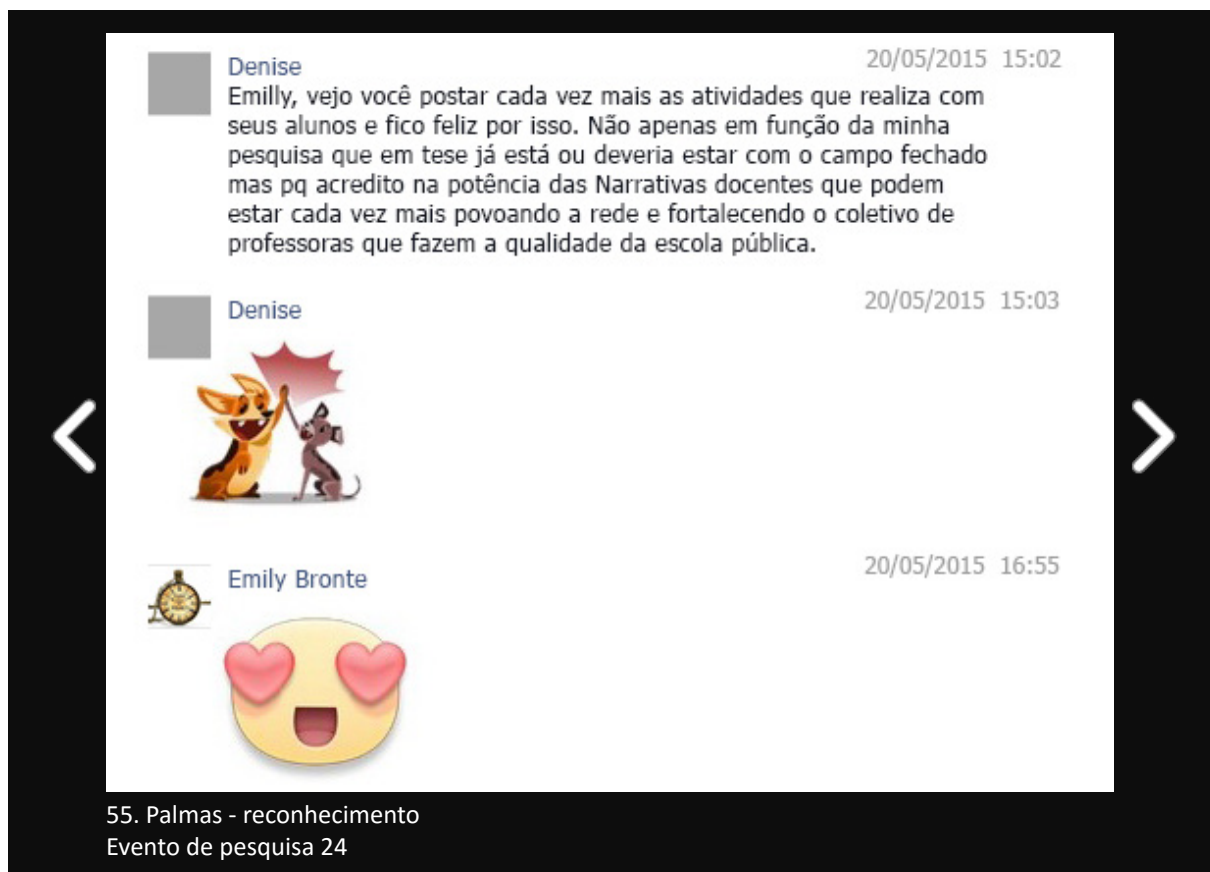 Denise 20/05/2015 15:02
Emilly, vejo você postar cada vez mais as atividades que realiza com
seus alunos e fico feliz por isso. Não apenas em função da minha
pesquisa que em tese já está ou deveria estar com o campo fechado
mas pq acredito na potência das Narrativas docentes que podem
estar cada vez mais povoando a rede e fortalecendo o coletivo de
professoras que fazem a qualidade da escola pública.
Denise 20/05/2015 15:03
Emily Bronte 20/05/2015 16:55
55. Palmas - reconhecimento
Evento de pesquisa 24